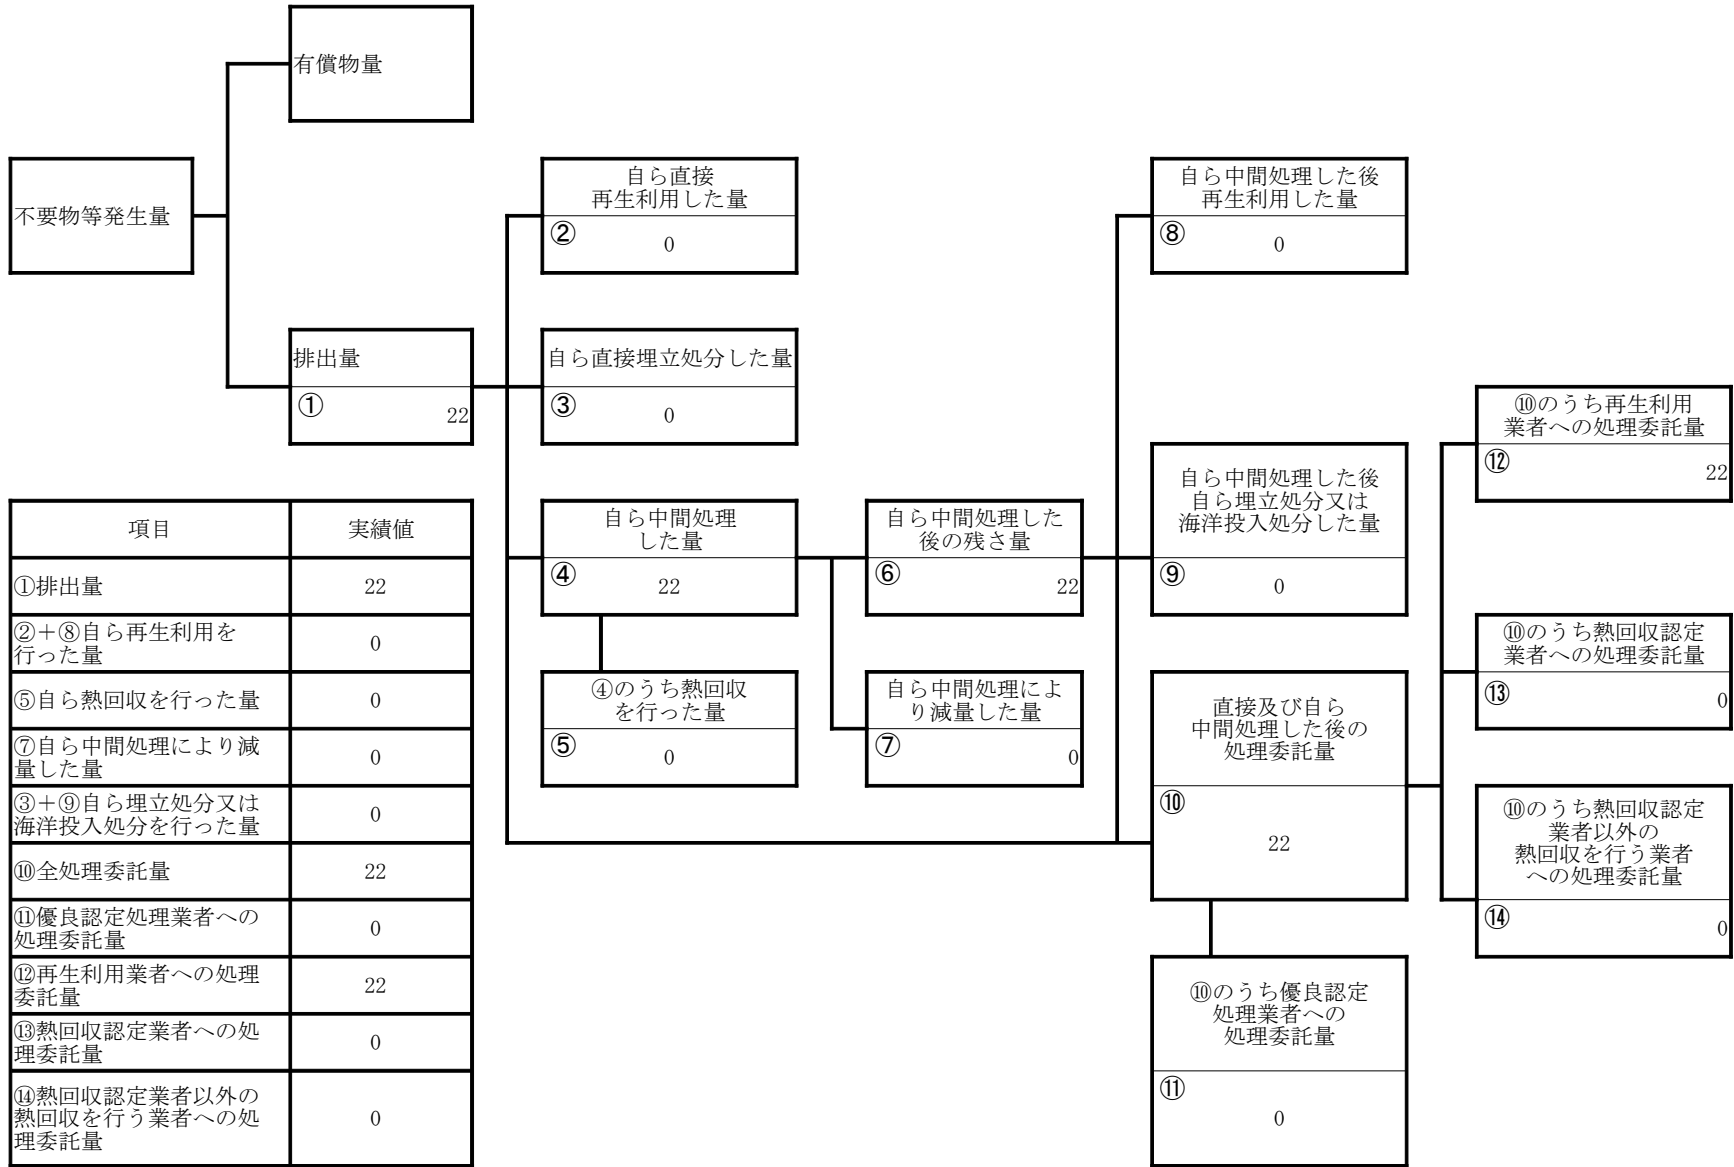 有償物量
不要物等発生量
自ら直接
再生利用した量
②
0
自ら中間処理した後
再生利用した量
⑧
0
排出量
①
22
自ら直接埋立処分した量
③
0
⑩のうち再生利用
業者への処理委託量
⑫
22
自ら中間処理
した量
④
22
自ら中間処理した
後の残さ量
⑥
22
自ら中間処理した後
自ら埋立処分又は
海洋投入処分した量
⑨
0
④のうち熱回収
を行った量
⑤
0
自ら中間処理によ
り減量した量
⑦
0
直接及び自ら
中間処理した後の
処理委託量
⑩
22
⑩のうち熱回収認定
業者への処理委託量
⑬
0
⑩のうち熱回収認定
業者以外の
熱回収を行う業者
への処理委託量
⑭
0
⑩のうち優良認定
処理業者への
処理委託量
⑪
0
項目 実績値
①排出量 22
②+⑧自ら再生利用を
行った量 0
⑤自ら熱回収を行った量 0
⑦自ら中間処理により減
量した量 0
③+⑨自ら埋立処分又は
海洋投入処分を行った量 0
⑩全処理委託量 22
⑪優良認定処理業者への
処理委託量 0
⑫再生利用業者への処理
委託量 22
⑬熱回収認定業者への処
理委託量 0
⑭熱回収認定業者以外の
熱回収を行う業者への処
理委託量 0